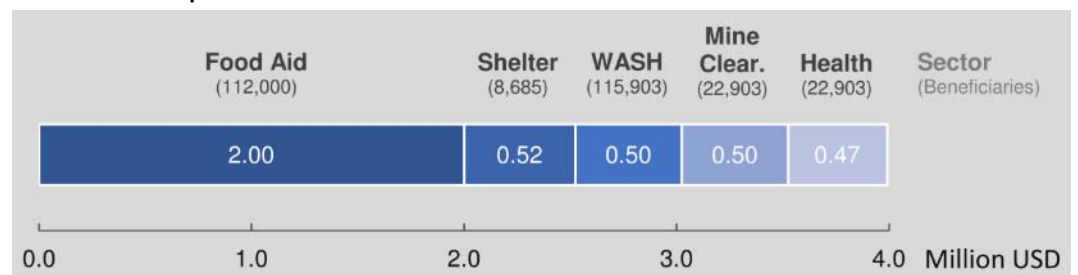 Food Aid
(112,000)
Shelter
(8,685)
WASH
(115,903)
Mine
Clear.
(22,903)
Health
(22,903)
Sector
(Beneficiaries)
2.00
0.52
0.50
0.50
0.47
0.0
1.0
2.0
3.0
4.0
Million USD